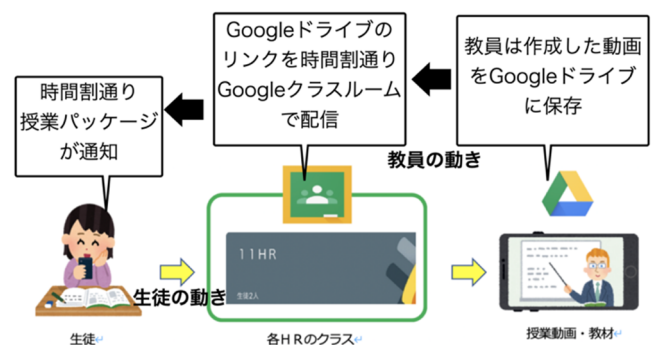 Googleドライブの
リンクを時間割通り
Googleクラスルーム
で配信
教員は作成した動画
をGoogleドライブ
に保存
時間割通り
授業パッケージ
が通知
教員の動き
11HR
生徒2人
生徒の動き
生徒
各HRのクラス
授業動画・教材